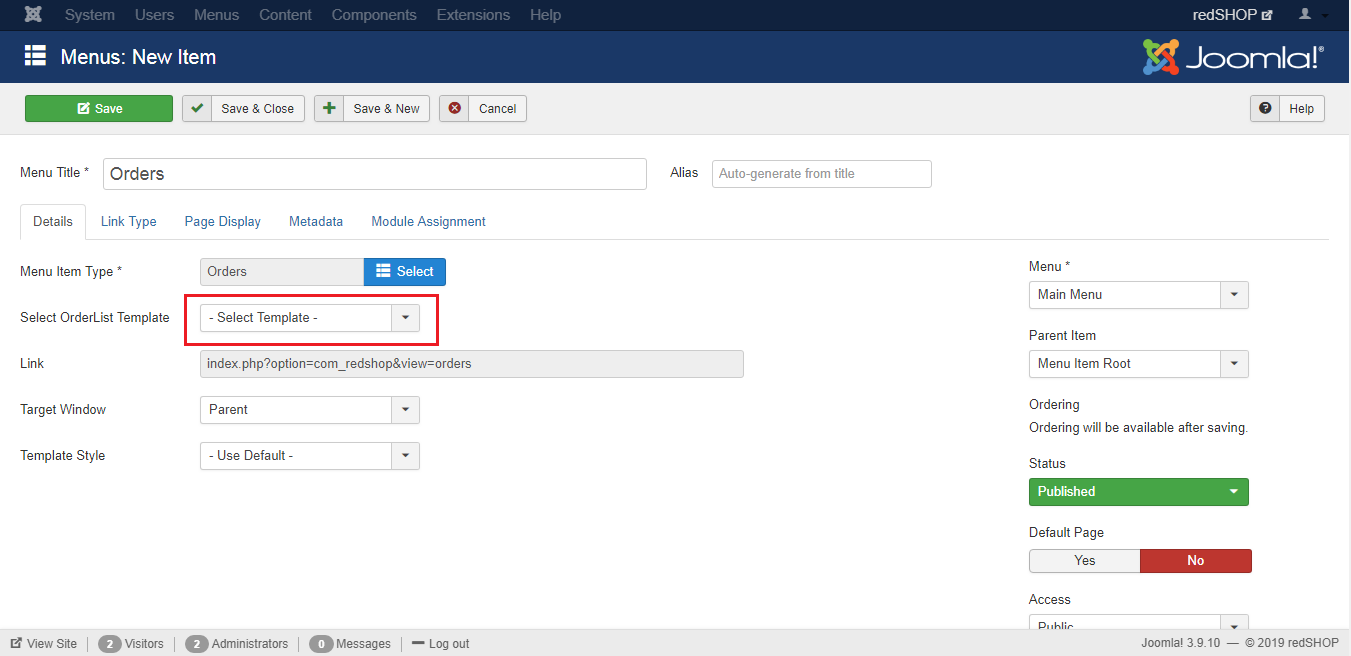 System Users Menus Content Components Extensions Help redSHOP
Menus: New Item Joomla!®
Save Save & Close Save & New Cancel Help
Menu Title * Orders Alias Auto-generate from title
Details Link Type Page Display Metadata Module Assignment
Menu Item Type * Orders Select
Select OrderList Template - Select Template -
Link index.php?option=com_redshop&view=orders
Target Window Parent
Template Style - Use Default -
Menu *
Main Menu
Parent Item
Menu Item Root
Ordering
Ordering will be available after saving.
Status
Published
Default Page
Yes No
Access
Public
View Site 2 Visitors 2 Administrators 0 Messages Log out Joomla! 3.9.10 — © 2019 redSHOP